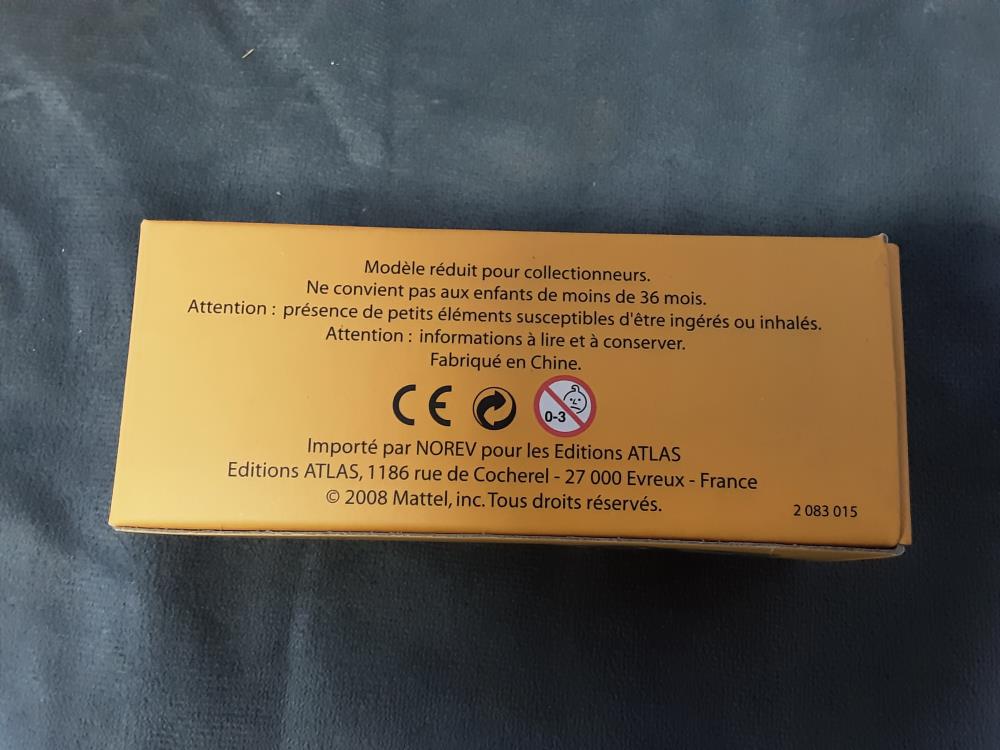 Modèle réduit pour collectionneurs.
Ne convient pas aux enfants de moins de 36 mois.
Attention : présence de petits éléments susceptibles d'être ingérés ou inhalés.
Attention : informations à lire et à conserver.
Fabriqué en Chine.
CE 0-3
Importé par NOREV pour les Editions ATLAS
Editions ATLAS, 1186 rue de Cocherel - 27 000 Evreux - France
© 2008 Mattel, inc. Tous droits réservés.
2 083 015